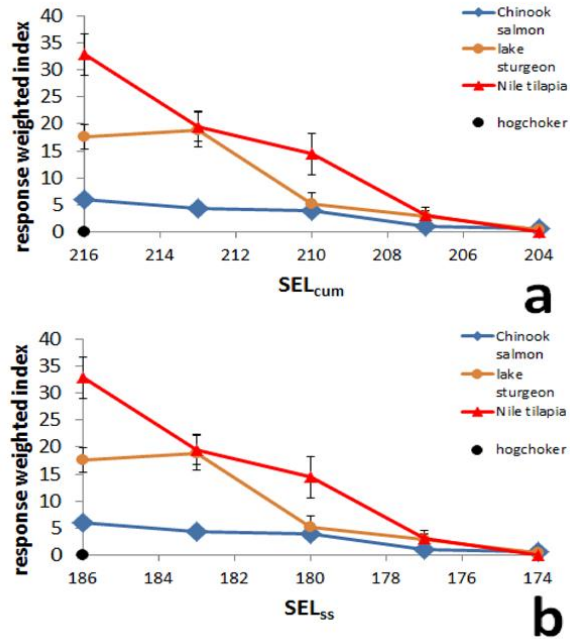 response weighted index
40
35
30
25
20
15
10
5
0
216
214
212
210
208
206
204
SEL_cum
Chinook
salmon
lake
sturgeon
Nile tilapia
hogchoker
a
response weighted index
40
35
30
25
20
15
10
5
0
186
184
182
180
178
176
174
SEL_ss
Chinook
salmon
lake
sturgeon
Nile tilapia
hogchoker
b